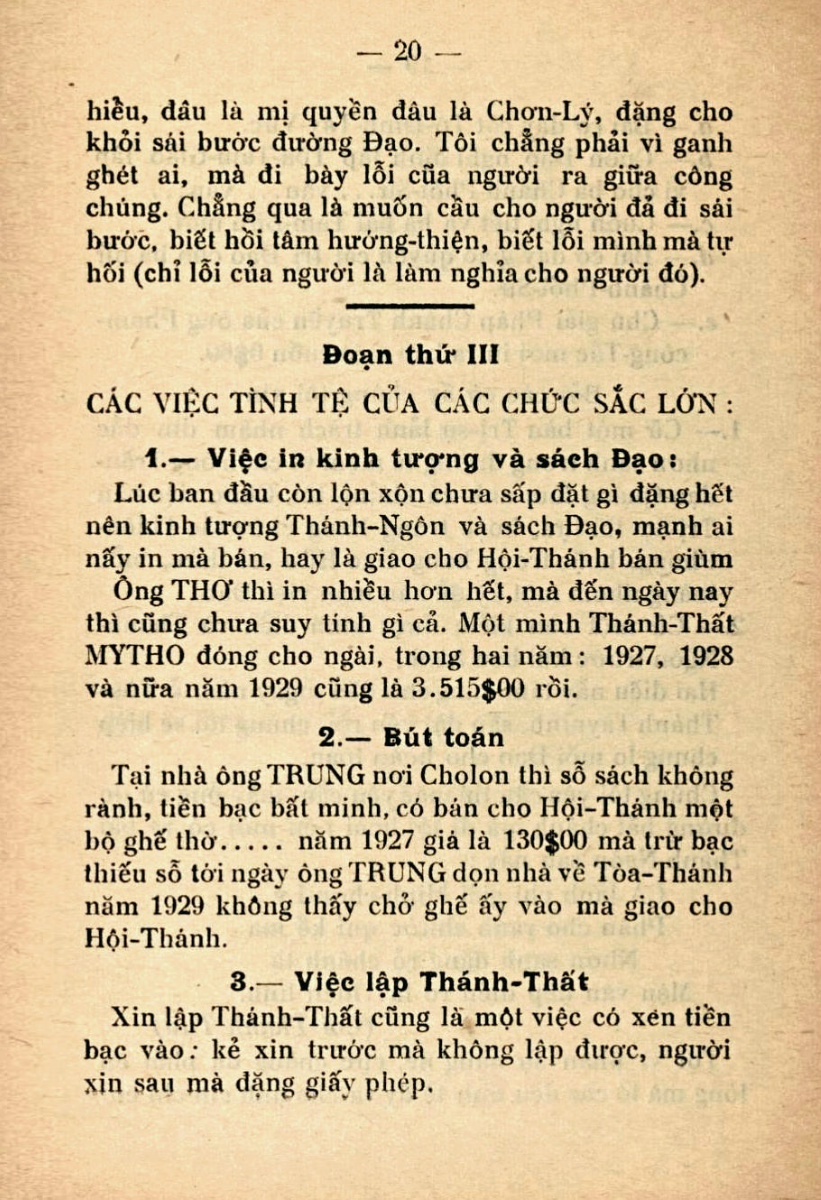 — 20 —
hiểu, đâu là mị quyền đâu là Chơn-Lý, đặng cho
khỏi sái bước đường Đạo. Tôi chẳng phải vì ganh
ghét ai, mà đi bày lỗi cũa người ra giữa công
chúng. Chẳng qua là muốn cầu cho người đả đi sái
bước, biết hồi tâm hướng-thiện, biết lỗi mình mà tự
hối (chỉ lỗi của người là làm nghỉa cho người đó).
Đoạn thứ III
CÁC VIỆC TÌNH TỆ CỦA CÁC CHỨC SẮC LỚN :
1.— Việc in kinh tượng và sách Đạo:
Lúc ban đầu còn lộn xộn chưa sấp đặt gì đặng hết
nên kinh tượng Thánh-Ngôn và sách Đạo, mạnh ai
nấy in mà bán, hay là giao cho Hội-Thánh bán giùm
Ông THƠ thì in nhiều hơn hết, mà đến ngày nay
thì cũng chưa suy tính gì cả. Một mình Thánh-Thất
MYTHO đóng cho ngài, trong hai năm : 1927, 1928
và nữa năm 1929 cũng là 3.515$00 rồi.
2.— Bút toán
Tại nhà ông TRUNG nơi Cholon thì sỗ sách không
rành, tiền bạc bất minh, có bán cho Hội-Thánh một
bộ ghế thờ..... năm 1927 giá là 130$00 mà trừ bạc
thiếu sỗ tới ngày ông TRUNG dọn nhà về Tòa-Thánh
năm 1929 không thấy chở ghế ấy vào mà giao cho
Hội-Thánh.
3.— Việc lập Thánh-Thất
Xin lập Thánh-Thất cũng là một việc có xén tiền
bạc vào : kẻ xin trước mà không lập được, người
xin sau mà đặng giấy phép.